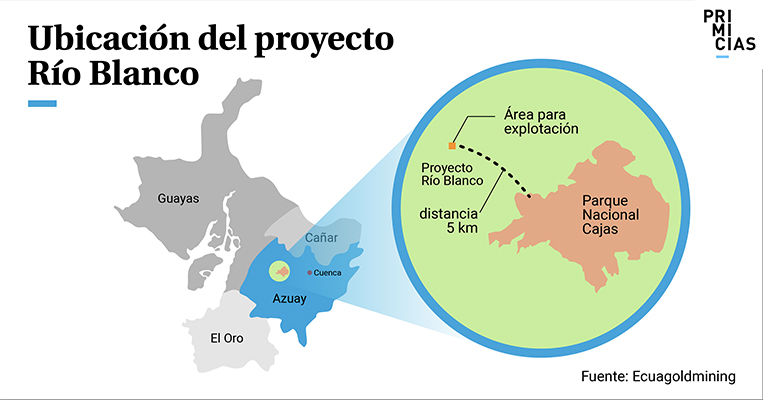 Ubicación del proyecto
Río Blanco
PRI
MI
CIAS
Guayas
Cañar
Cuenca
Azuay
El Oro
Área para
explotación
Proyecto
Río Blanco
distancia
5 km
Parque
Nacional
Cajas
Fuente: Ecuagoldmining